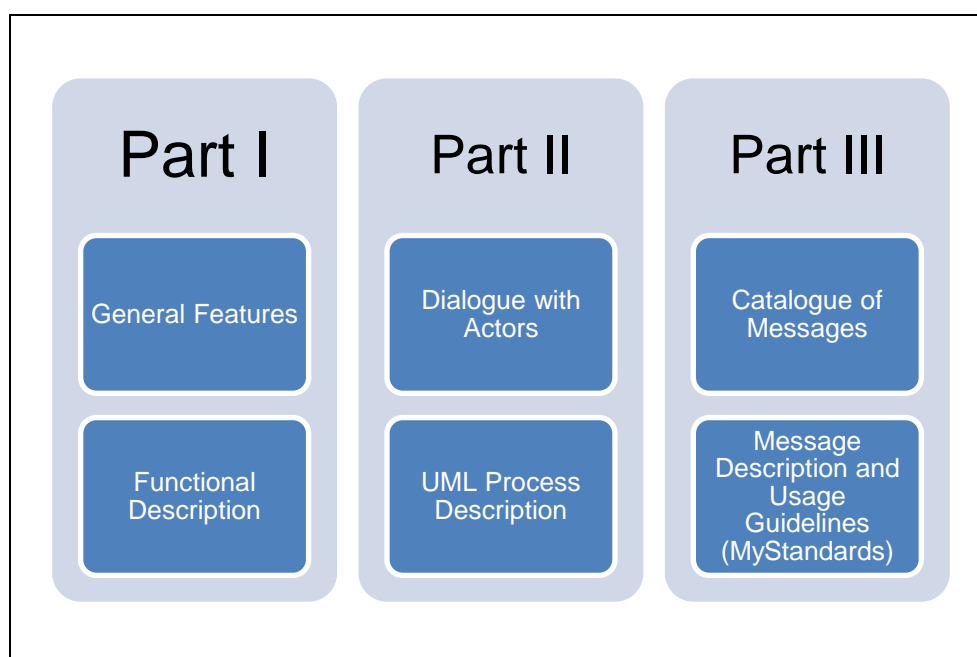 Part I
General Features
Functional
Description
Part II
Dialogue with
Actors
UML Process
Description
Part III
Catalogue of
Messages
Message
Description and
Usage
Guidelines
(MyStandards)